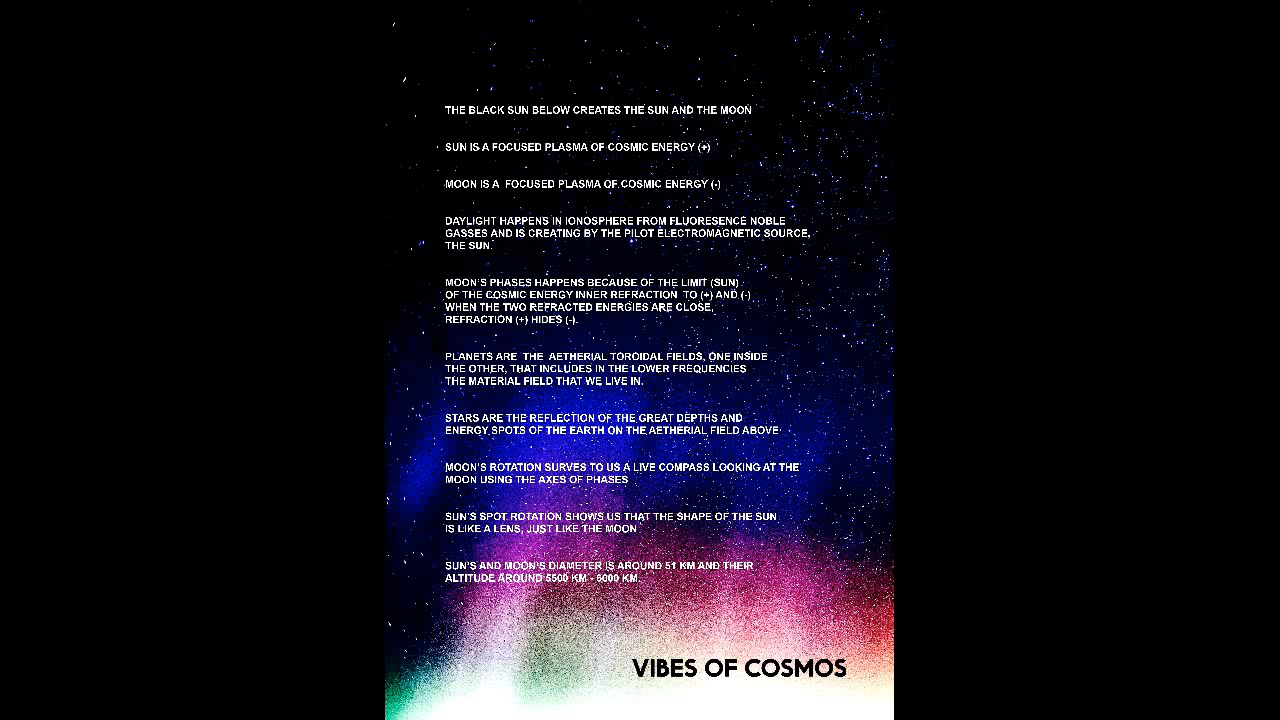 THE BLACK SUN BELOW CREATES THE SUN AND THE MOON
SUN IS A FOCUSED PLASMA OF COSMIC ENERGY (+)
MOON IS A FOCUSED PLASMA OF COSMIC ENERGY (-)
DAYLIGHT HAPPENS IN IONOSPHERE FROM FLUORESENCE NOBLE
GASSES AND IS CREATING BY THE PILOT ELECTROMAGNETIC SOURCE,
THE SUN.
MOON'S PHASES HAPPENS BECAUSE OF THE LIMIT (SUN)
OF THE COSMIC ENERGY INNER REFRACTION TO (+) AND (-)
WHEN THE TWO REFRACTED ENERGIES ARE CLOSE,
REFRACTION (+) HIDES (-).
PLANETS ARE THE AETHERIAL TOROIDAL FIELDS, ONE INSIDE
THE OTHER, THAT INCLUDES IN THE LOWER FREQUENCIES
THE MATERIAL FIELD THAT WE LIVE IN.
STARS ARE THE REFLECTION OF THE GREAT DEPTHS AND
ENERGY SPOTS OF THE EARTH ON THE AETHERIAL FIELD ABOVE
MOON'S ROTATION SURVES TO US A LIVE COMPASS LOOKING AT THE
MOON USING THE AXES OF PHASES
SUN'S SPOT ROTATION SHOWS US THAT THE SHAPE OF THE SUN
IS LIKE A LENS, JUST LIKE THE MOON
SUN'S AND MOON'S DIAMETER IS AROUND 51 KM AND THEIR
ALTITUDE AROUND 5500 KM - 6000 KM.
VIBES OF COSMOS